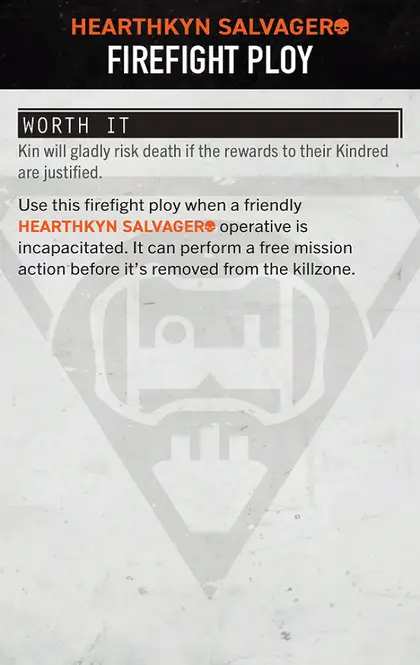 HEARTHKYN SALVAGER
FIREFIGHT PLOY
WORTH IT
Kin will gladly risk death if the rewards to their Kindred
are justified.
Use this firefight ploy when a friendly
HEARTHKYN SALVAGER operative is
incapacitated. It can perform a free mission
action before it’s removed from the killzone.